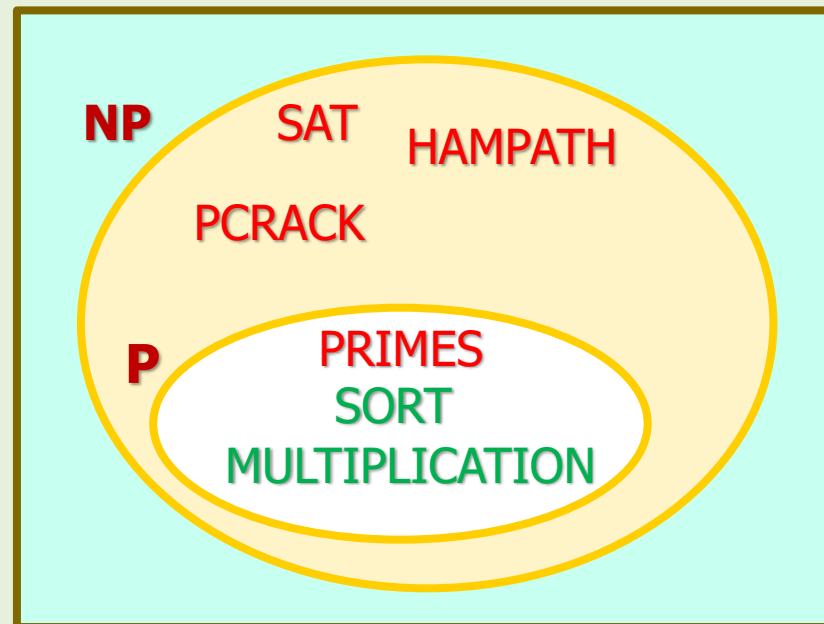 NP
SAT
HAMPATH
PCRACK
P
PRIMES
SORT
MULTIPLICATION